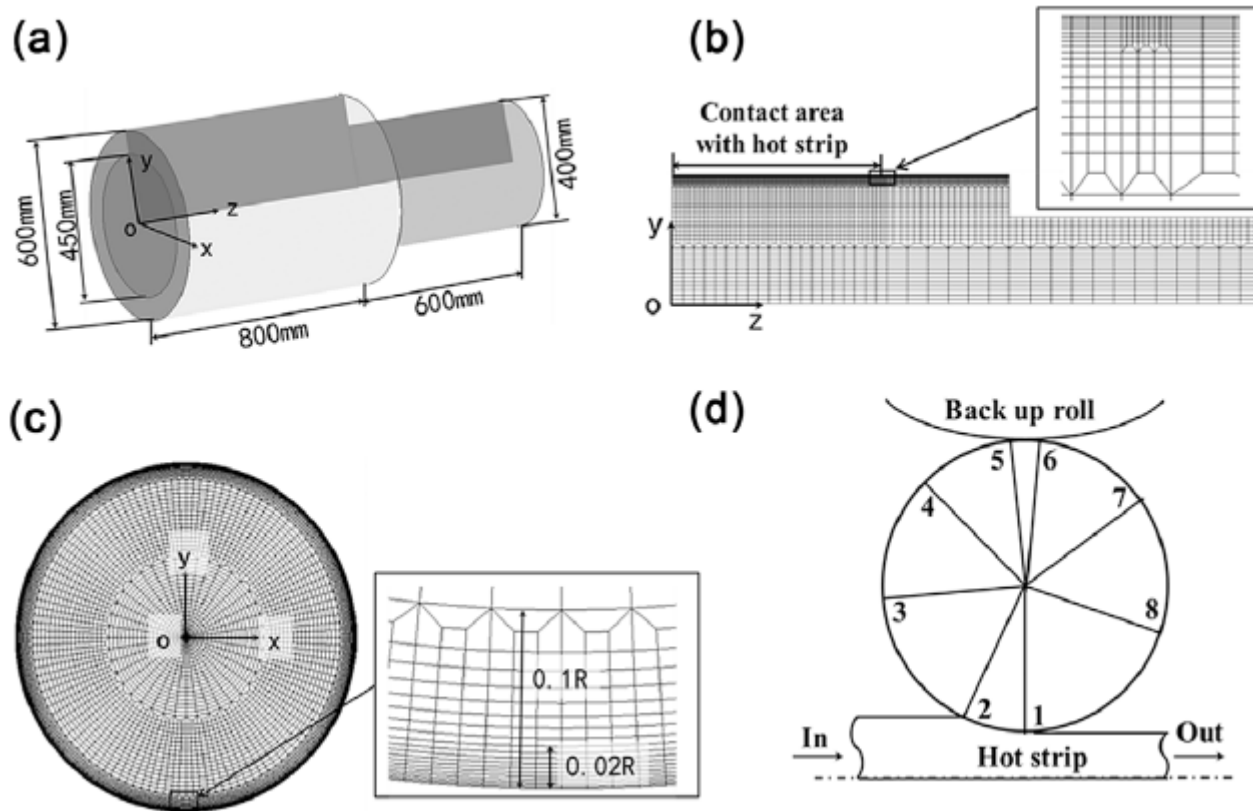 (a)
y
z
o
x
600mm
450mm
400mm
800mm
600mm
(b)
Contact area
with hot strip
y
o
z
(c)
y
o
x
0.1R
0.02R
(d)
Back up roll
5
6
4
7
3
8
2
1
In
Out
Hot strip